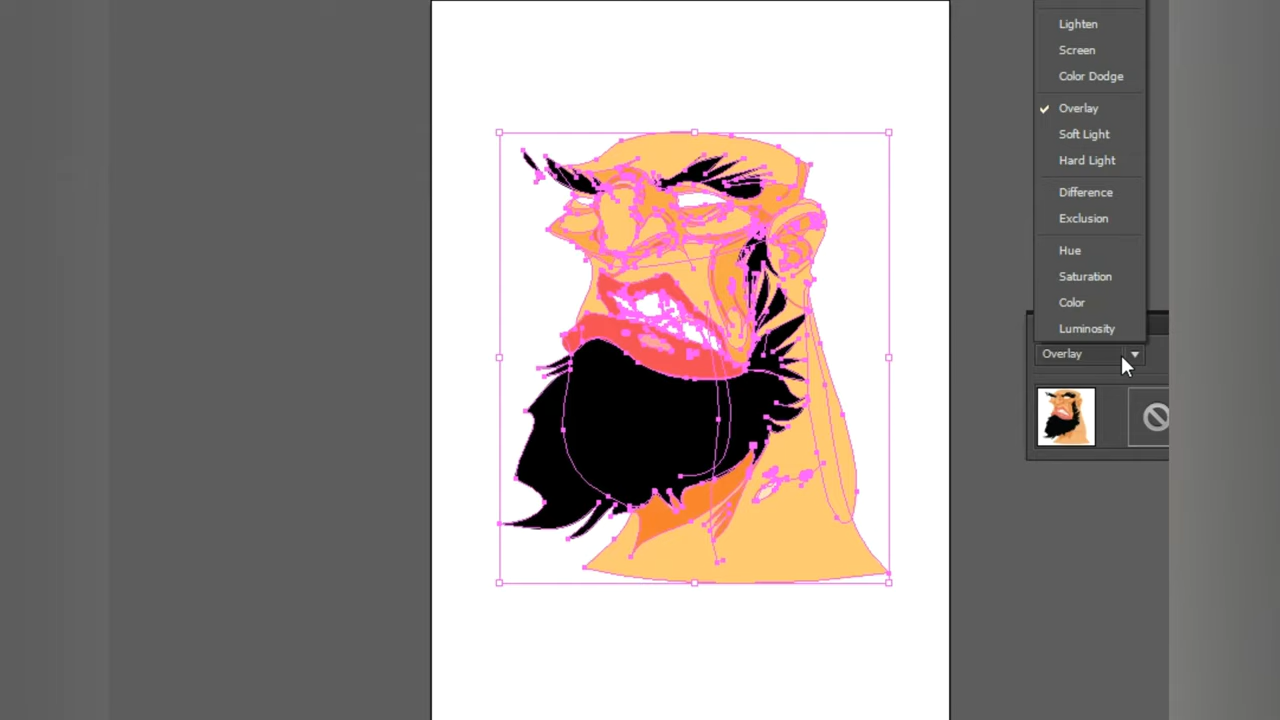 Lighten
Screen
Color Dodge
Overlay
Soft Light
Hard Light
Difference
Exclusion
Hue
Saturation
Color
Luminosity
Overlay